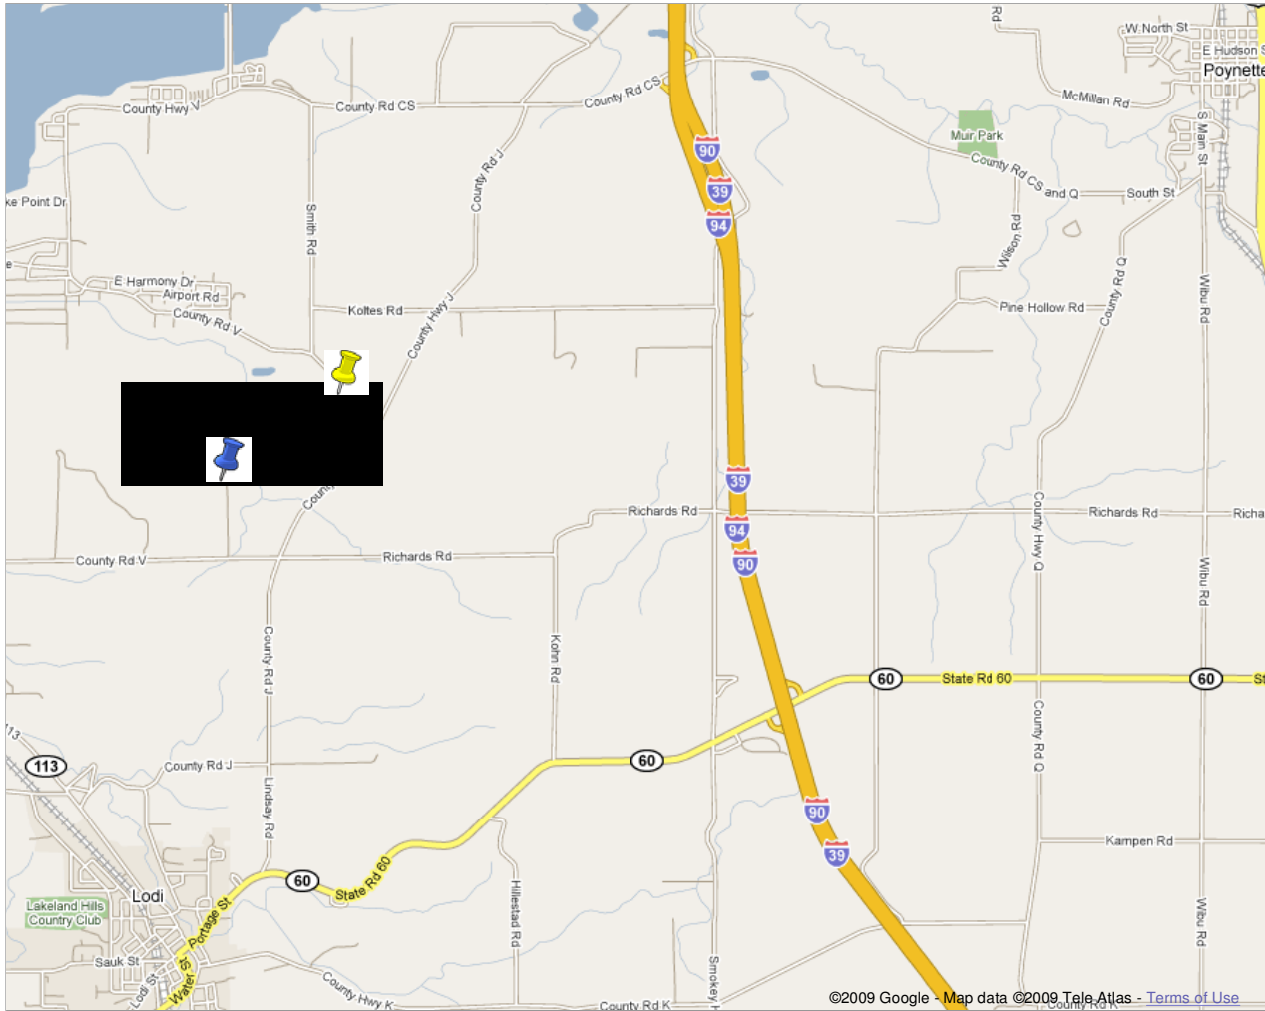 Rd
W North St
E Hudson S
Poynette
County Hwy V
County Rd CS
County Rd CS
McMillan Rd
Muir Park
S Main St
90
County Rd J
County Rd CS and Q
South St
39
ke Point Dr
Smith Rd
94
Wilson Rd
e
E Harmony Dr
Airport Rd
County Rd Q
Wibu Rd
Koltes Rd
County Hwy J
Pine Hollow Rd
County Rd V
39
County
Richards Rd
Richards Rd
Richa
94
County Hwy Q
County Rd V
Richards Rd
90
Wibu Rd
County Rd J
Kohn Rd
60
State Rd 60
60
St
113
113
County Rd J
60
County Rd Q
Lindsay Rd
90
39
Kampen Rd
60
State Rd 60
Lodi
Lakeland Hills
Country Club
Portage St
Hillestad Rd
Wibu Rd
Sauk St
Water St
Lodi St
County Hwy K
Smokey H
County Rd K
County Rd K
©2009 Google - Map data ©2009 Tele Atlas - Terms of Use